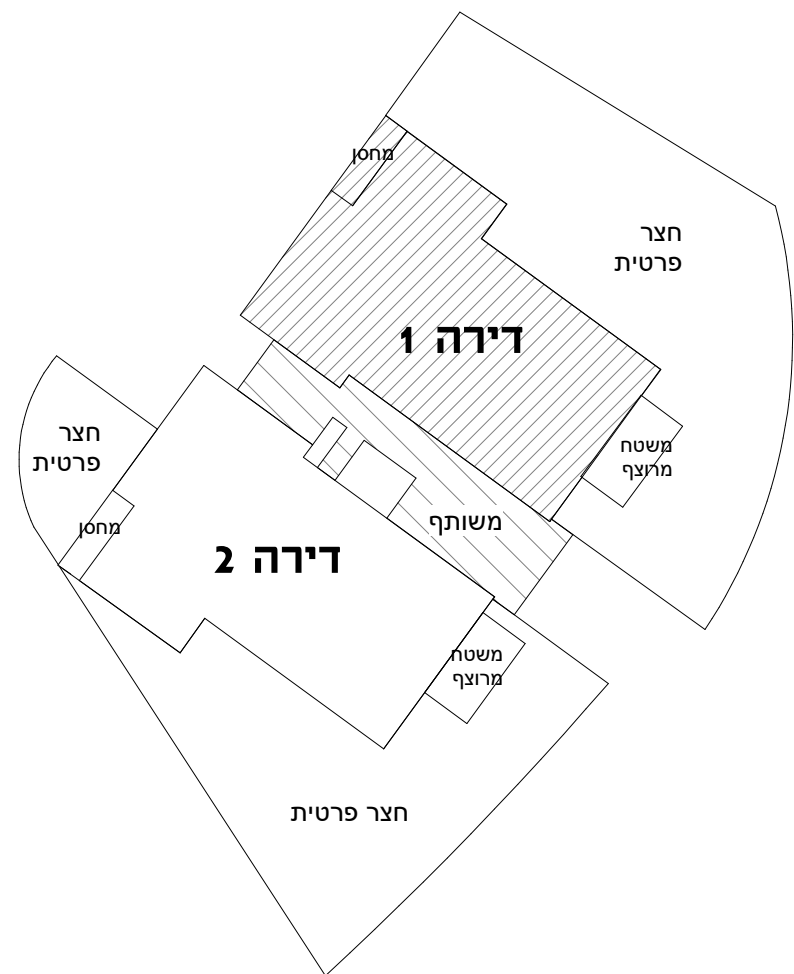 מחסן
חצר
פרטית
דירה 1
משטח
מרוצף
חצר
פרטית
משותף
מחסן
דירה 2
משטח
מרוצף
חצר פרטית